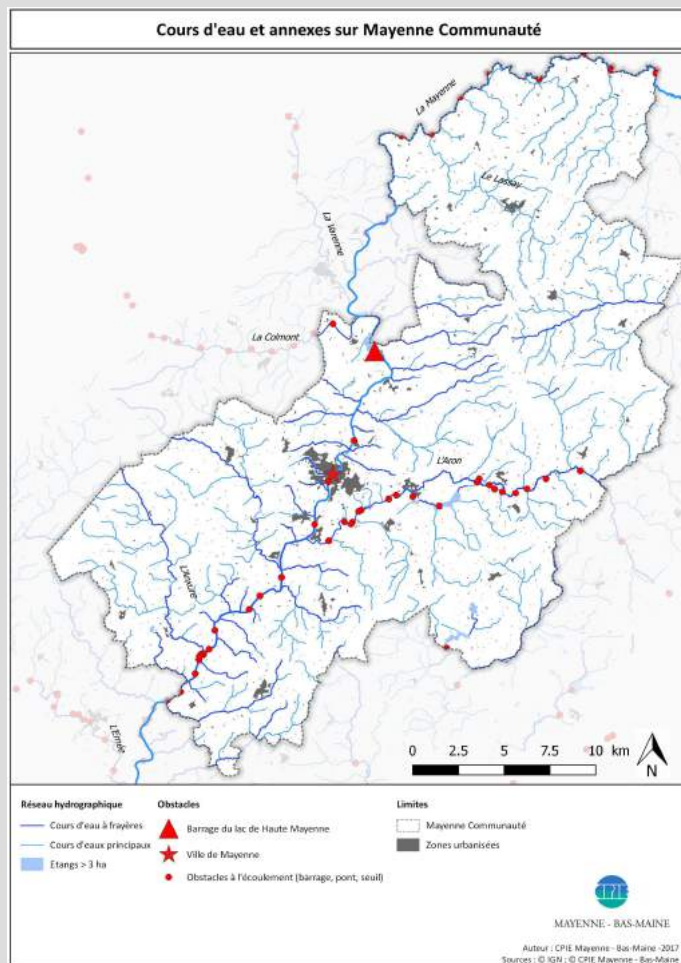 Cours d'eau et annexes sur Mayenne Communauté
La Mayenne
Le Lassay
La Varenne
La Colmont
L'Aron
L'Anxure
L'Ernée
0 2.5 5 7.5 10 km
N
Réseau hydrographique
Cours d'eau à frayères
Cours d'eaux principaux
Etangs > 3 ha
Obstacles
Barrage du lac de Haute Mayenne
Ville de Mayenne
Obstacles à l'écoulement (barrage, pont, seuil)
Limites
Mayenne Communauté
Zones urbanisées
CPIE
MAYENNE - BAS-MAINE
Auteur : CPIE Mayenne - Bas-Maine -2017
Sources : © IGN ; © CPIE Mayenne - Bas-Maine